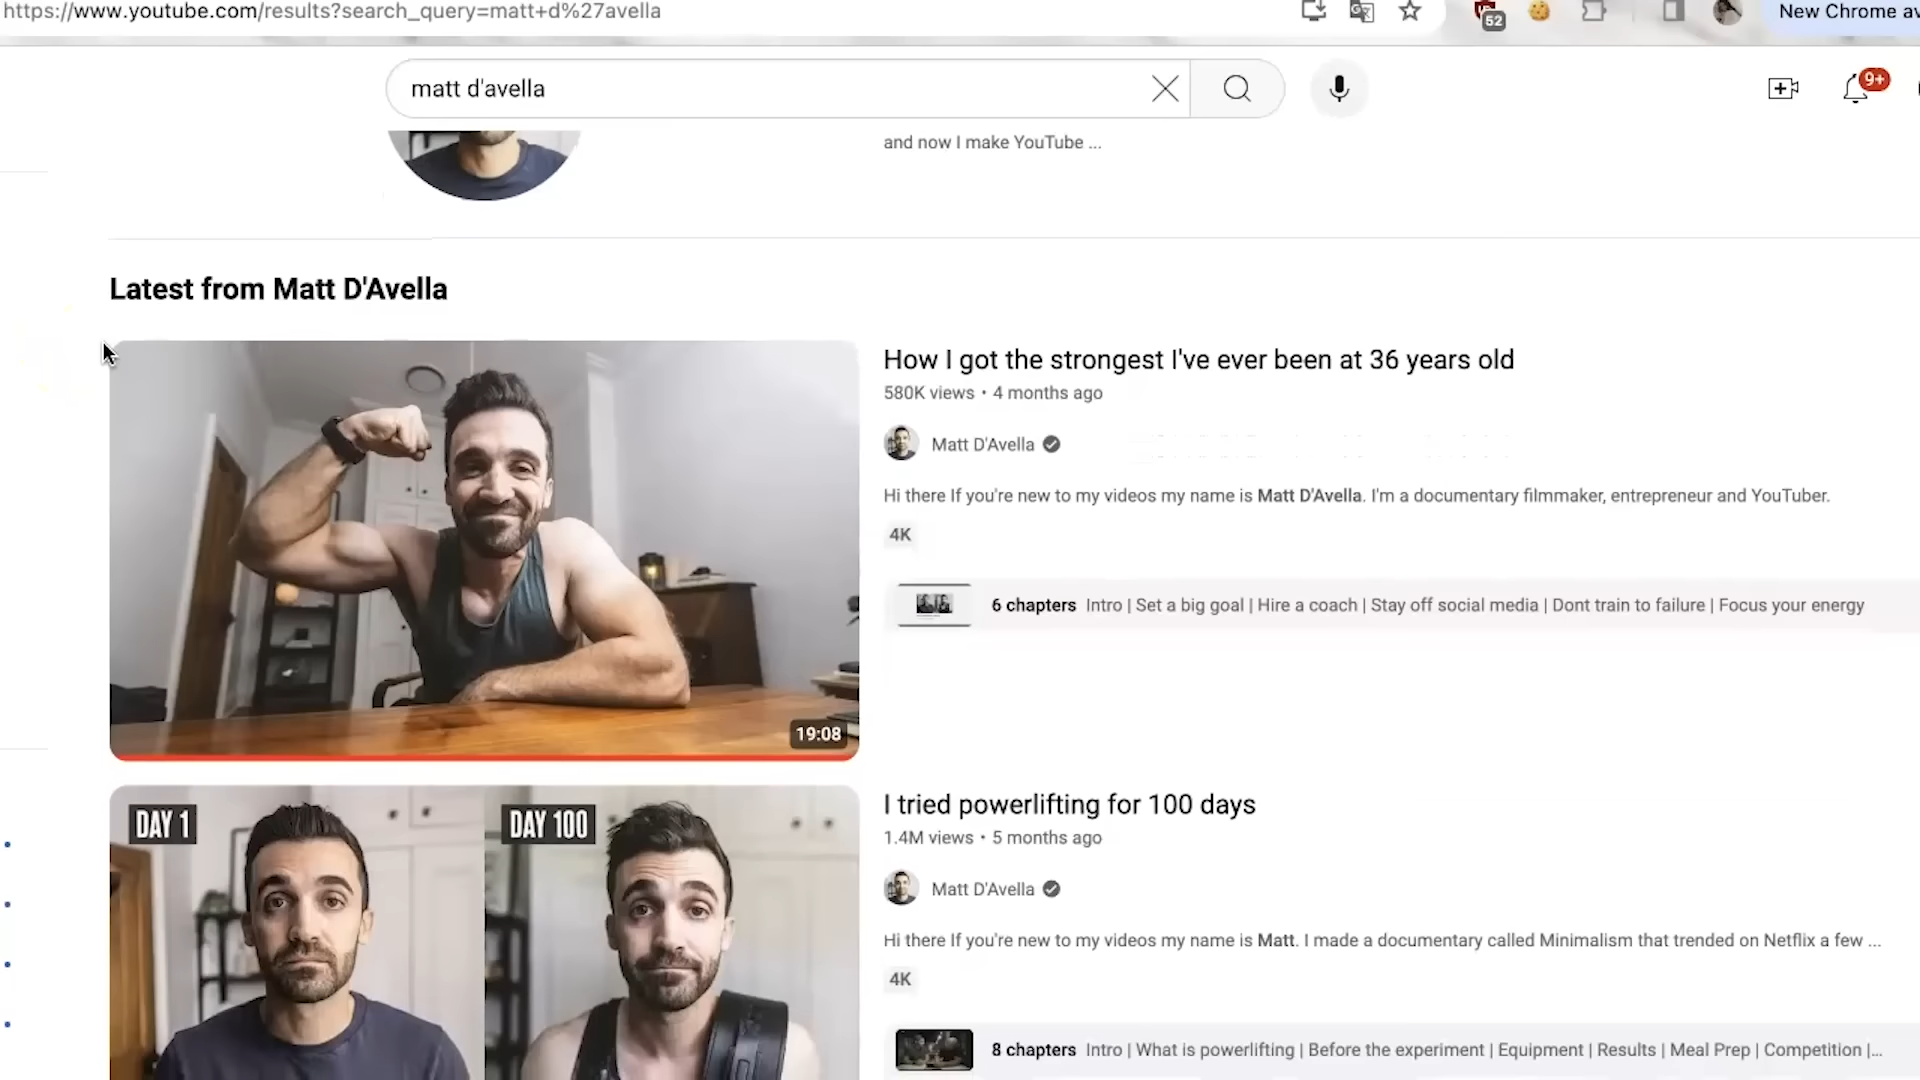 https://www.youtube.com/results?search_query=matt+d%27avella
52
New Chrome av
matt d'avella
9+
and now I make YouTube ...
Latest from Matt D'Avella
How I got the strongest I've ever been at 36 years old
580K views • 4 months ago
Matt D'Avella
Hi there If you're new to my videos my name is Matt D'Avella. I'm a documentary filmmaker, entrepreneur and YouTuber.
4K
6 chapters Intro | Set a big goal | Hire a coach | Stay off social media | Dont train to failure | Focus your energy
19:08
DAY 1
DAY 100
I tried powerlifting for 100 days
1.4M views • 5 months ago
Matt D'Avella
Hi there If you're new to my videos my name is Matt. I made a documentary called Minimalism that trended on Netflix a few ...
4K
8 chapters Intro | What is powerlifting | Before the experiment | Equipment | Results | Meal Prep | Competition |...